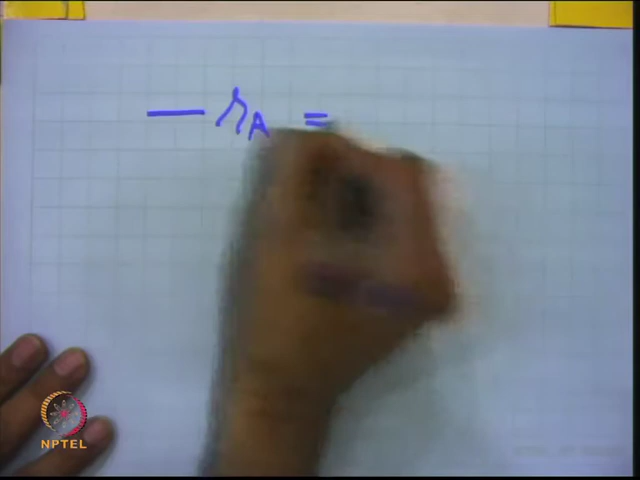 - r_A =
NPTEL